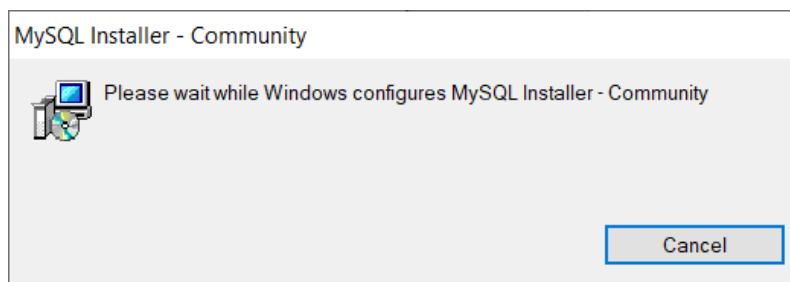 MySQL Installer - Community
Please wait while Windows configures MySQL Installer - Community
Cancel